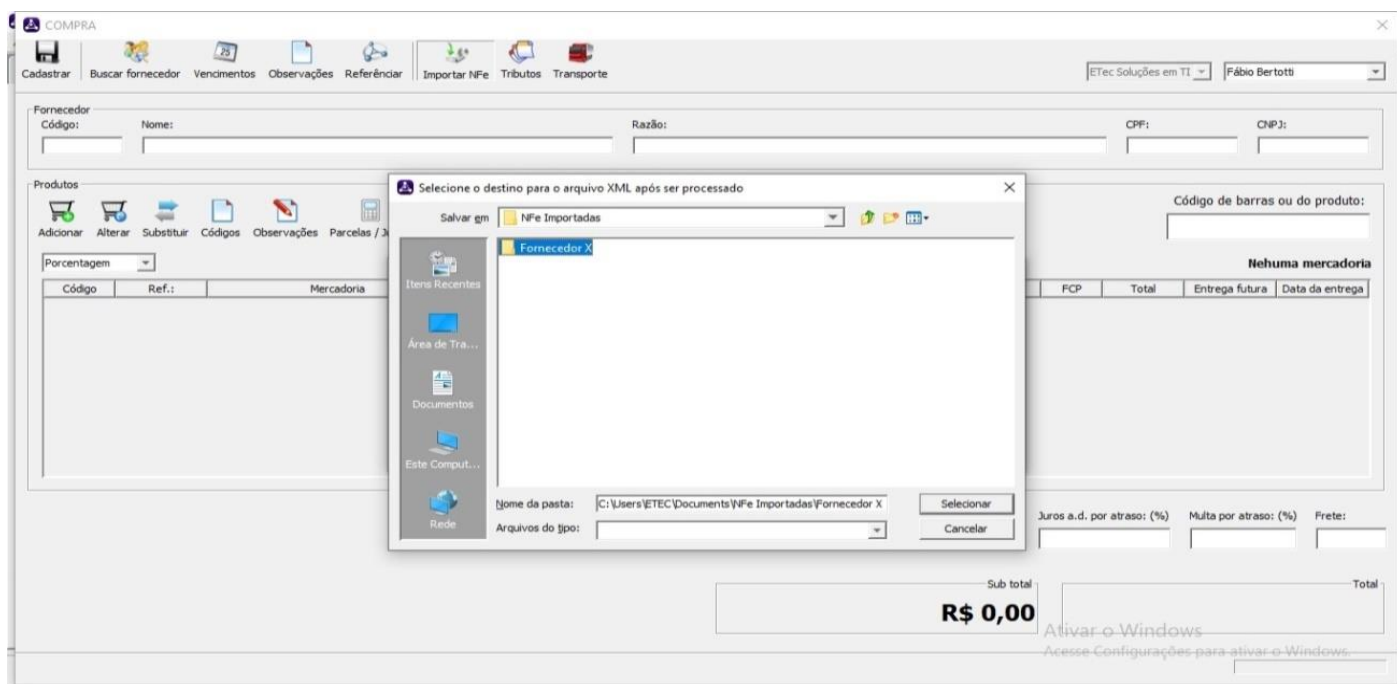 COMPRA
Cadastrar Buscar fornecedor Vencimentos Observações Referênciar Importar NFe Tributos Transporte
ETec Soluções em TI Fábio Bertotti
Fornecedor
Código: Nome: Razão: CPF: CNPJ:
Produtos
Adicionar Alterar Substituir Códigos Observações Parcelas /
Código de barras ou do produto:
Porcentagem
Nehuma mercadoria
Código Ref.: Mercadoria FCP Total Entrega futura Data da entrega
Selecione o destino para o arquivo XML após ser processado
Salvar em NFe Importadas
Fornecedor X
Itens Recentes
Área de Tra...
Documentos
Este Comput...
Rede
Nome da pasta: C:\Users\ETEC\Documents\NFe Importadas\Fornecedor X Selecionar
Arquivos do tipo: Cancelar
Juros a.d. por atraso: (%) Multa por atraso: (%) Frete:
Sub total
R$ 0,00
Total
Ativar o Windows
Acesse Configurações para ativar o Windows.